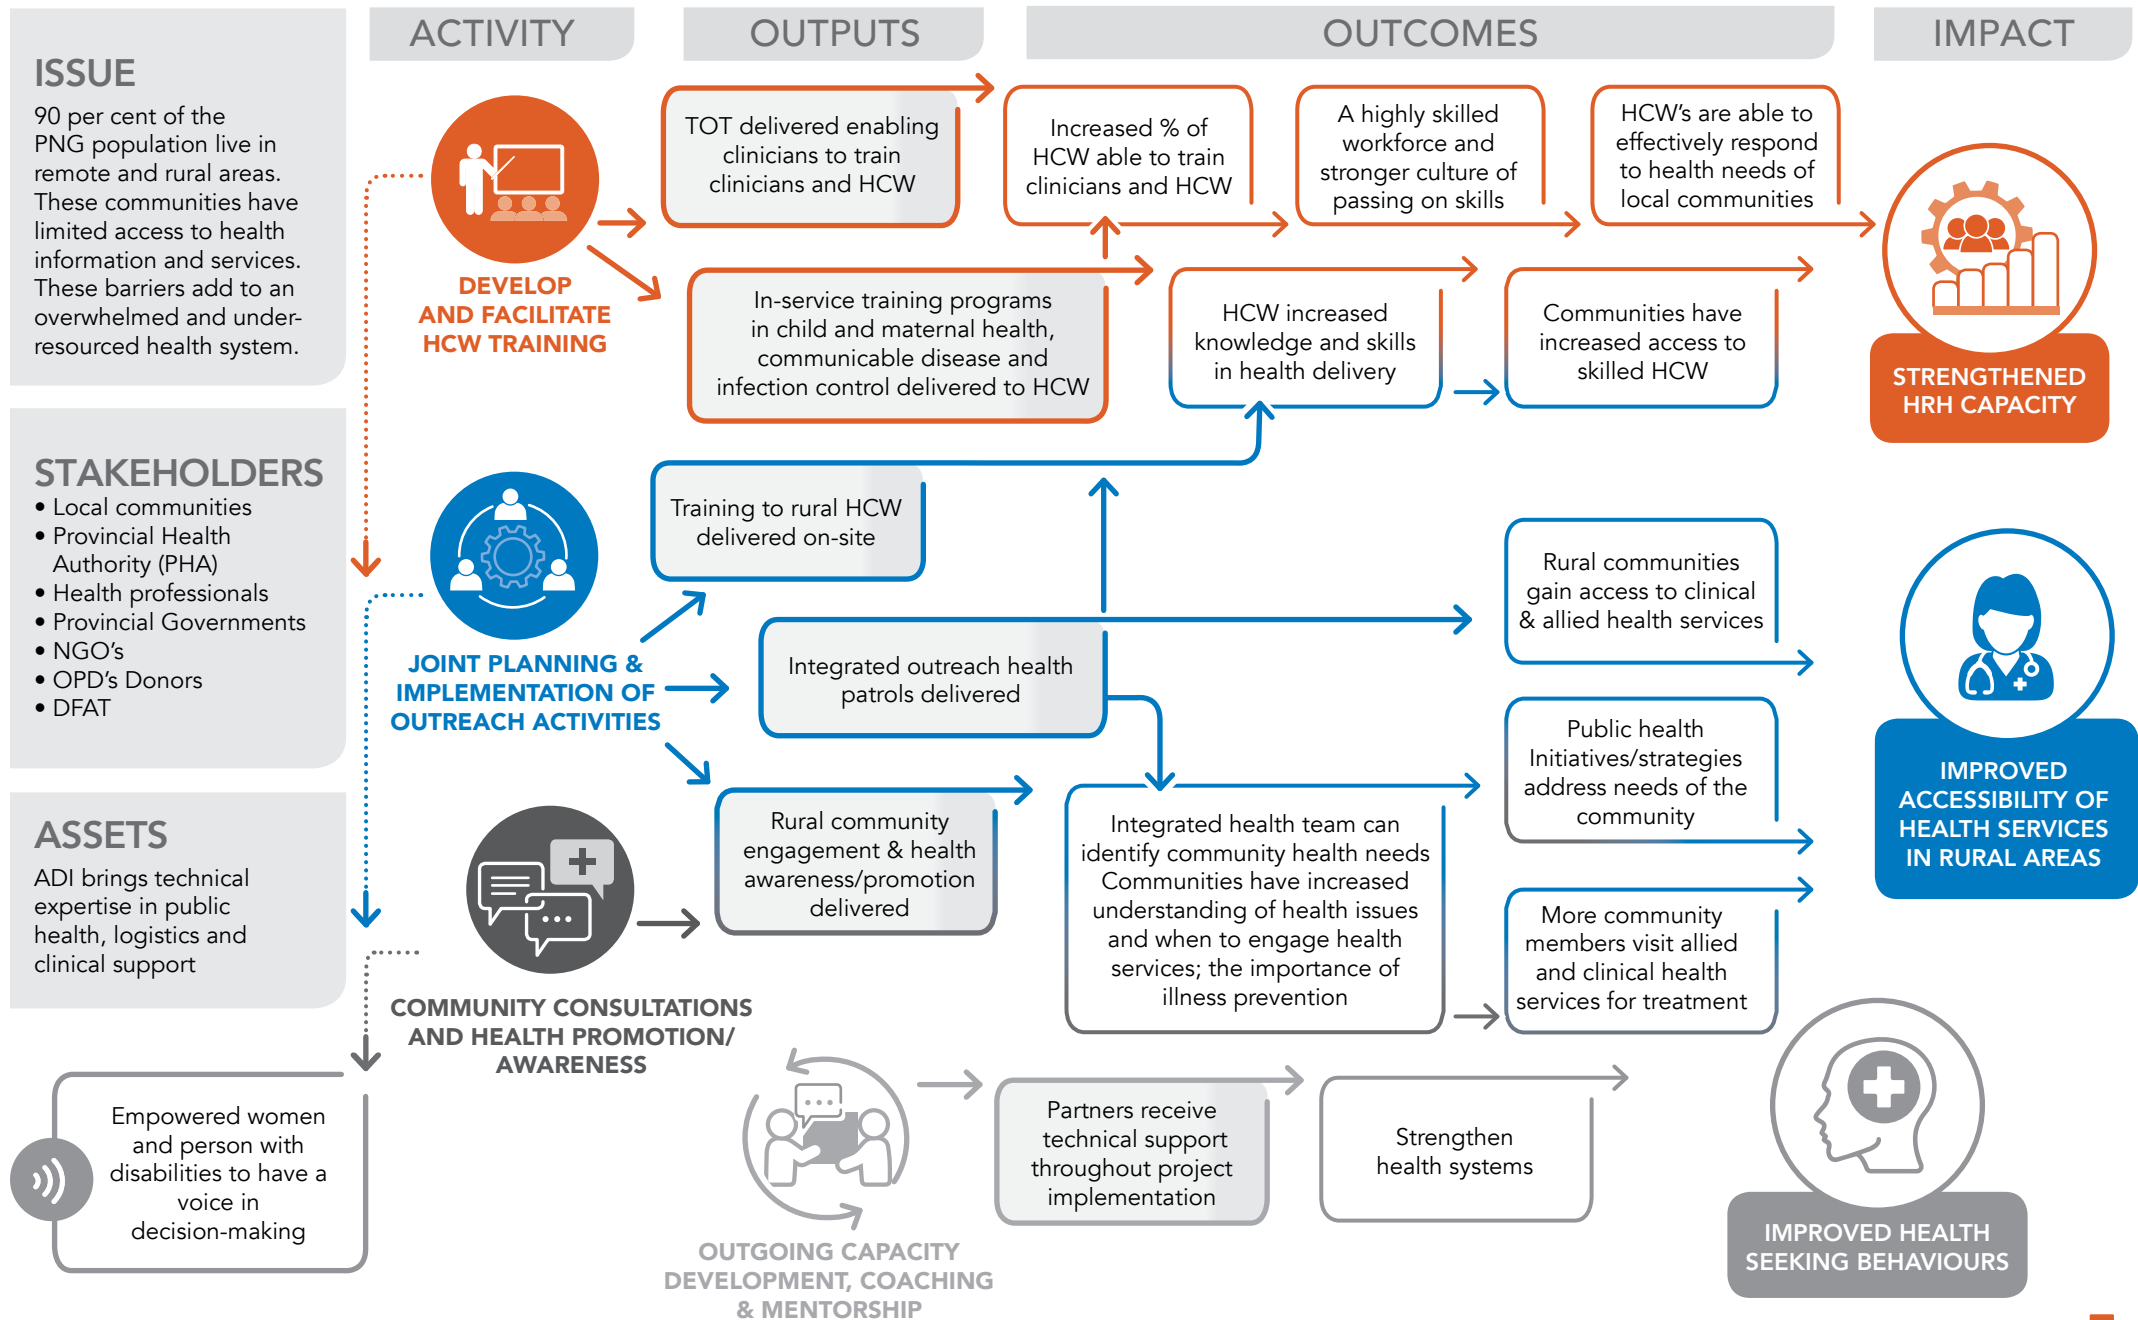 ACTIVITY
OUTPUTS
OUTCOMES
IMPACT
ISSUE
90 per cent of the
PNG population live in
remote and rural areas.
These communities have
limited access to health
information and services.
These barriers add to an
overwhelmed and under-
resourced health system.
STAKEHOLDERS
• Local communities
• Provincial Health
Authority (PHA)
• Health professionals
• Provincial Governments
• NGO's
• OPD's Donors
• DFAT
ASSETS
ADI brings technical
expertise in public
health, logistics and
clinical support
Empowered women
and person with
disabilities to have a
voice in
decision-making
DEVELOP
AND FACILITATE
HCW TRAINING
TOT delivered enabling
clinicians to train
clinicians and HCW
Increased % of
HCW able to train
clinicians and HCW
A highly skilled
workforce and
stronger culture of
passing on skills
HCW's are able to
effectively respond
to health needs of
local communities
In-service training programs
in child and maternal health,
communicable disease and
infection control delivered to HCW
HCW increased
knowledge and skills
in health delivery
Communities have
increased access to
skilled HCW
STRENGTHENED
HRH CAPACITY
JOINT PLANNING &
IMPLEMENTATION OF
OUTREACH ACTIVITIES
Training to rural HCW
delivered on-site
Integrated outreach health
patrols delivered
Rural communities
gain access to clinical
& allied health services
Public health
Initiatives/strategies
address needs of the
community
IMPROVED
ACCESSIBILITY OF
HEALTH SERVICES
IN RURAL AREAS
COMMUNITY CONSULTATIONS
AND HEALTH PROMOTION/
AWARENESS
Rural community
engagement & health
awareness/promotion
delivered
Integrated health team can
identify community health needs
Communities have increased
understanding of health issues
and when to engage health
services; the importance of
illness prevention
More community
members visit allied
and clinical health
services for treatment
OUTGOING CAPACITY
DEVELOPMENT, COACHING
& MENTORSHIP
Partners receive
technical support
throughout project
implementation
Strengthen
health systems
IMPROVED HEALTH
SEEKING BEHAVIOURS